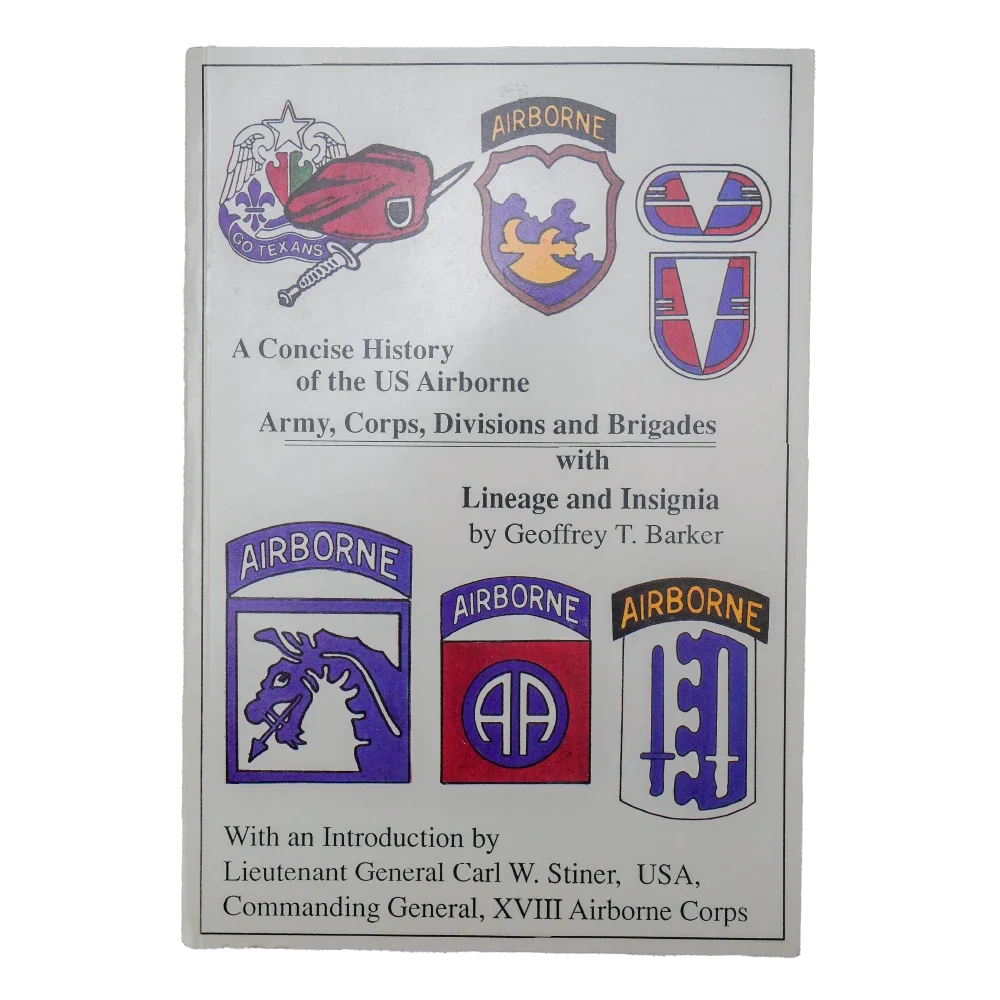 GO TEXANS
AIRBORNE
A Concise History
of the US Airborne
Army, Corps, Divisions and Brigades
with
Lineage and Insignia
by Geoffrey T. Barker
AIRBORNE
AIRBORNE
AIRBORNE
AA
With an Introduction by
Lieutenant General Carl W. Stiner, USA,
Commanding General, XVIII Airborne Corps